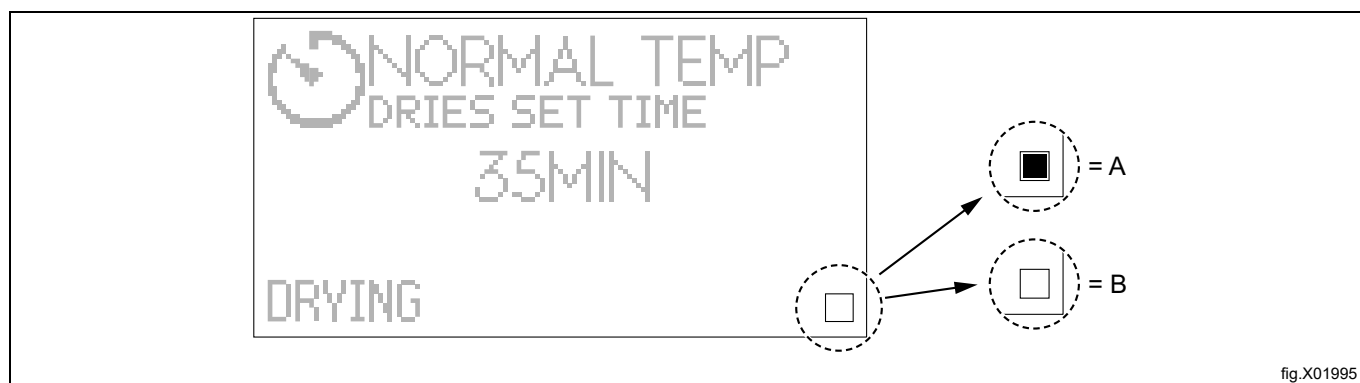 NORMAL TEMP
DRIES SET TIME
35MIN
DRYING
= A
= B
fig.X01995